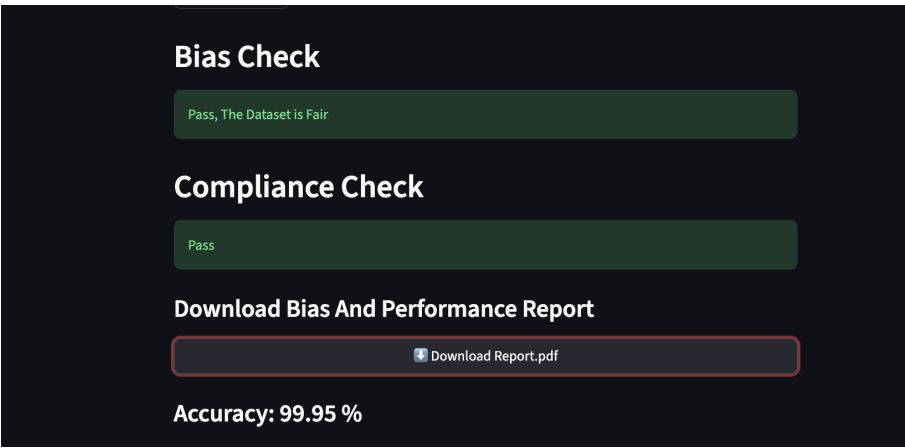 Bias Check
Pass, The Dataset is Fair
Compliance Check
Pass
Download Bias And Performance Report
Download Report.pdf
Accuracy: 99.95 %